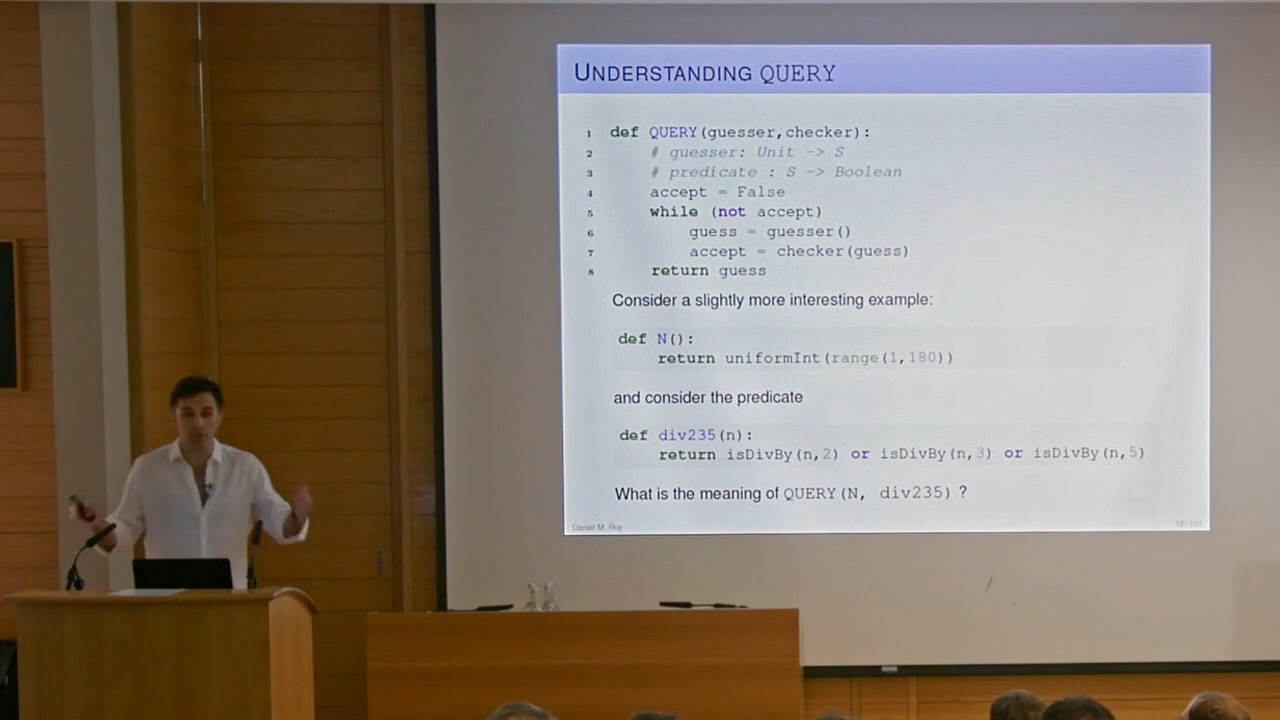 UNDERSTANDING QUERY
1 def QUERY(guesser,checker):
2 # guesser: Unit -> S
3 # predicate : S -> Boolean
4 accept = False
5 while (not accept)
6 guess = guesser()
7 accept = checker(guess)
8 return guess
Consider a slightly more interesting example:
def N():
return uniformInt(range(1,180))
and consider the predicate
def div235(n):
return isDivBy(n,2) or isDivBy(n,3) or isDivBy(n,5)
What is the meaning of QUERY(N, div235) ?
Daniel M. Roy